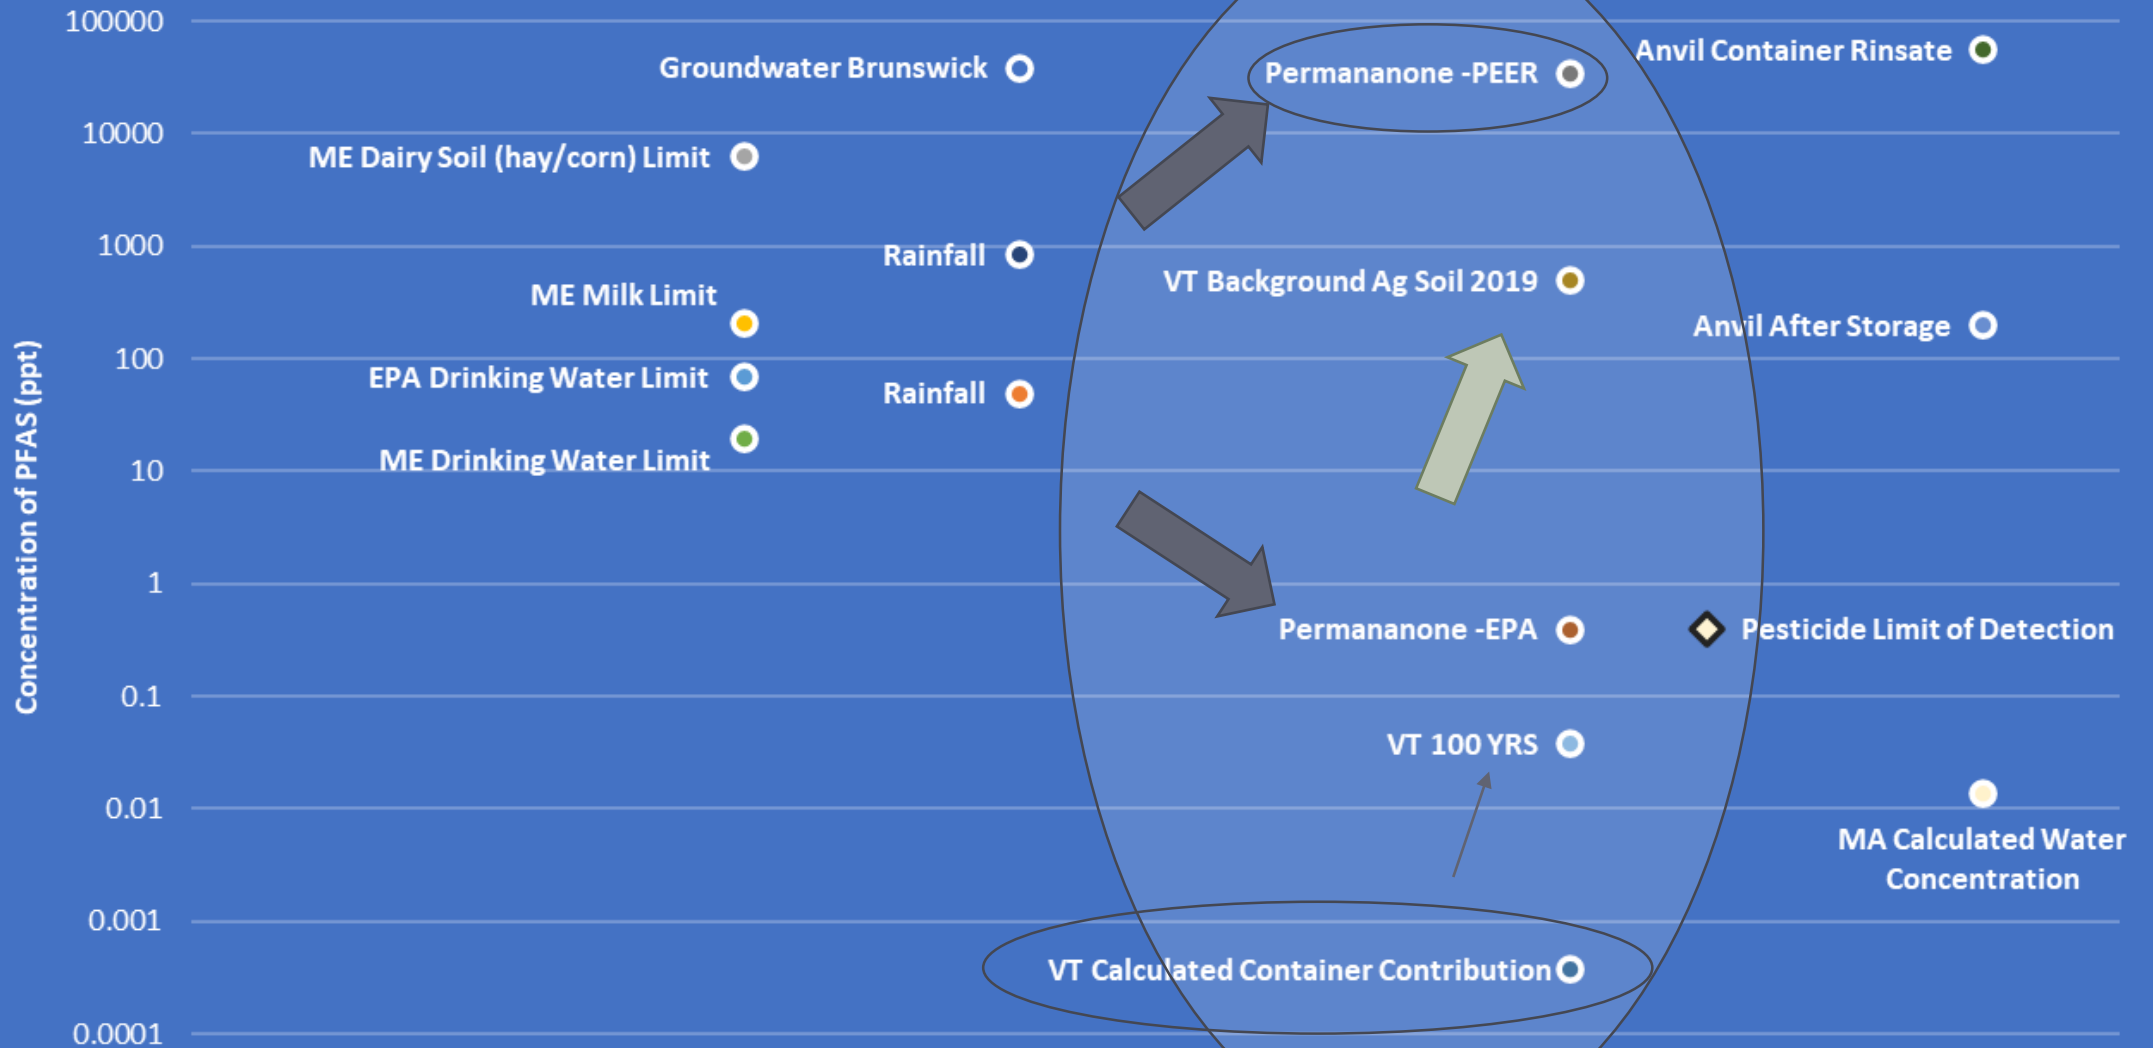 100000
10000
1000
100
10
1
0.1
0.01
0.001
0.0001
Concentration of PFAS (ppt)
Groundwater Brunswick
ME Dairy Soil (hay/corn) Limit
Rainfall
ME Milk Limit
EPA Drinking Water Limit
Rainfall
ME Drinking Water Limit
Permananone -PEER
VT Background Ag Soil 2019
Permananone -EPA
VT 100 YRS
VT Calculated Container Contribution
Anvil Container Rinsate
Anvil After Storage
Pesticide Limit of Detection
MA Calculated Water
Concentration